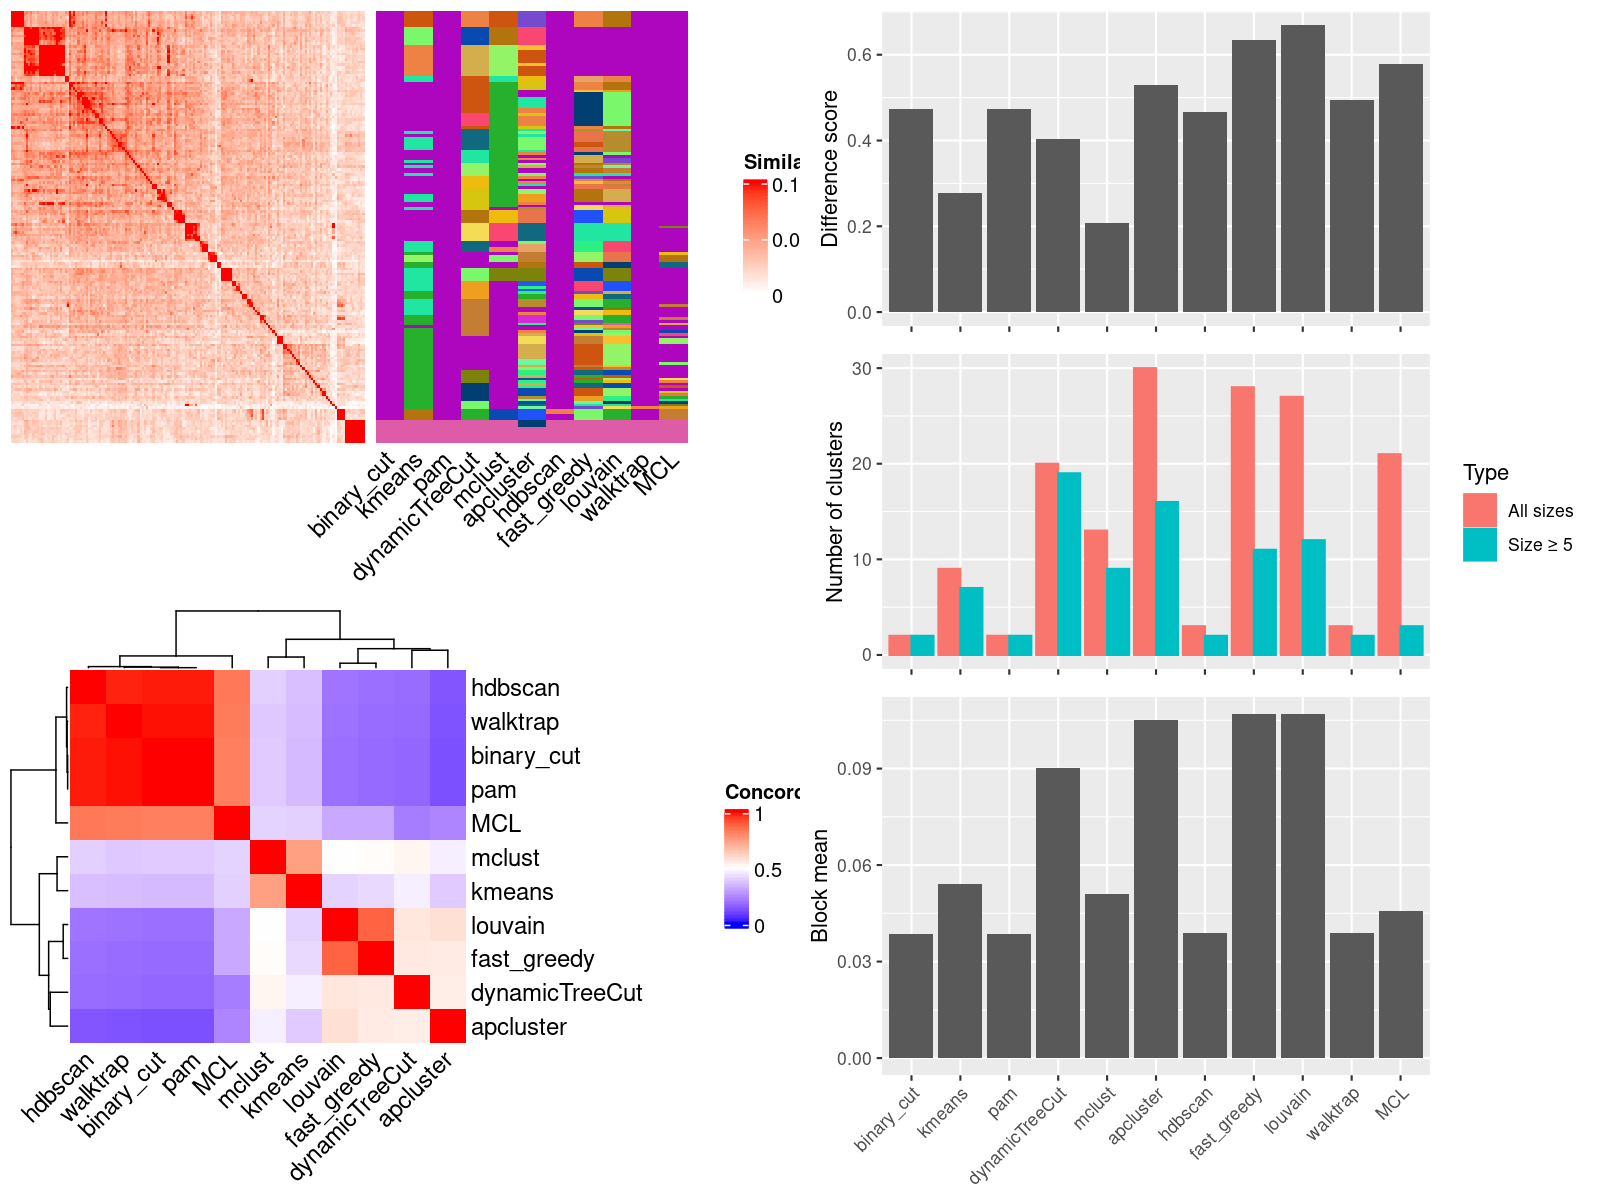 Simila
0.1
0.0
0
binary_cut
kmeans
pam
dynamicTreeCut
mclust
apcluster
hdbscan
fast_greedy
louvain
walktrap
MCL
Concord
1
0.5
0
hdbscan
walktrap
binary_cut
pam
MCL
mclust
kmeans
louvain
fast_greedy
dynamicTreeCut
apcluster
hdbscan
walktrap
binary_cut
pam
MCL
mclust
kmeans
louvain
fast_greedy
dynamicTreeCut
apcluster
Difference score
0.6
0.4
0.2
0.0
Number of clusters
30
20
10
0
Type
All sizes
Size ≥ 5
Block mean
0.09
0.06
0.03
0.00
binary_cut
kmeans
pam
dynamicTreeCut
mclust
apcluster
hdbscan
fast_greedy
louvain
walktrap
MCL